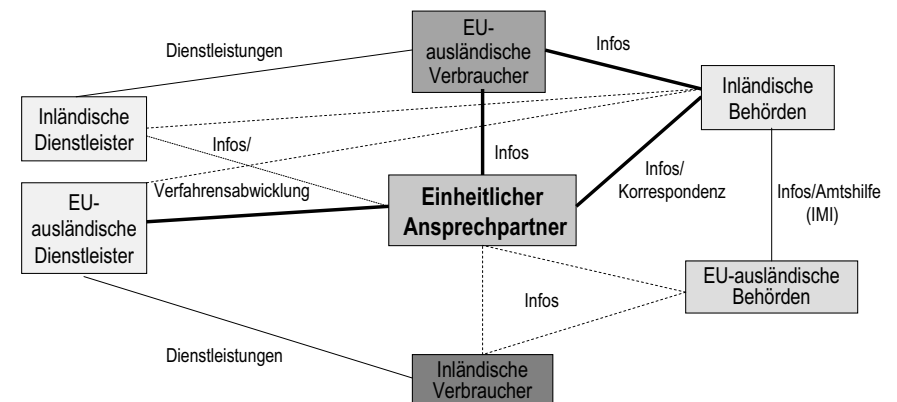 EU-
ausländische
Verbraucher
Dienstleistungen
Infos
Inländische
Behörden
Inländische
Dienstleister
Infos/
Infos
Infos/
Korrespondenz
Verfahrensabwicklung
Einheitlicher
Ansprechpartner
EU-
ausländische
Dienstleister
Infos/Amtshilfe
(IMI)
EU-ausländische
Behörden
Infos
Dienstleistungen
Inländische
Verbraucher